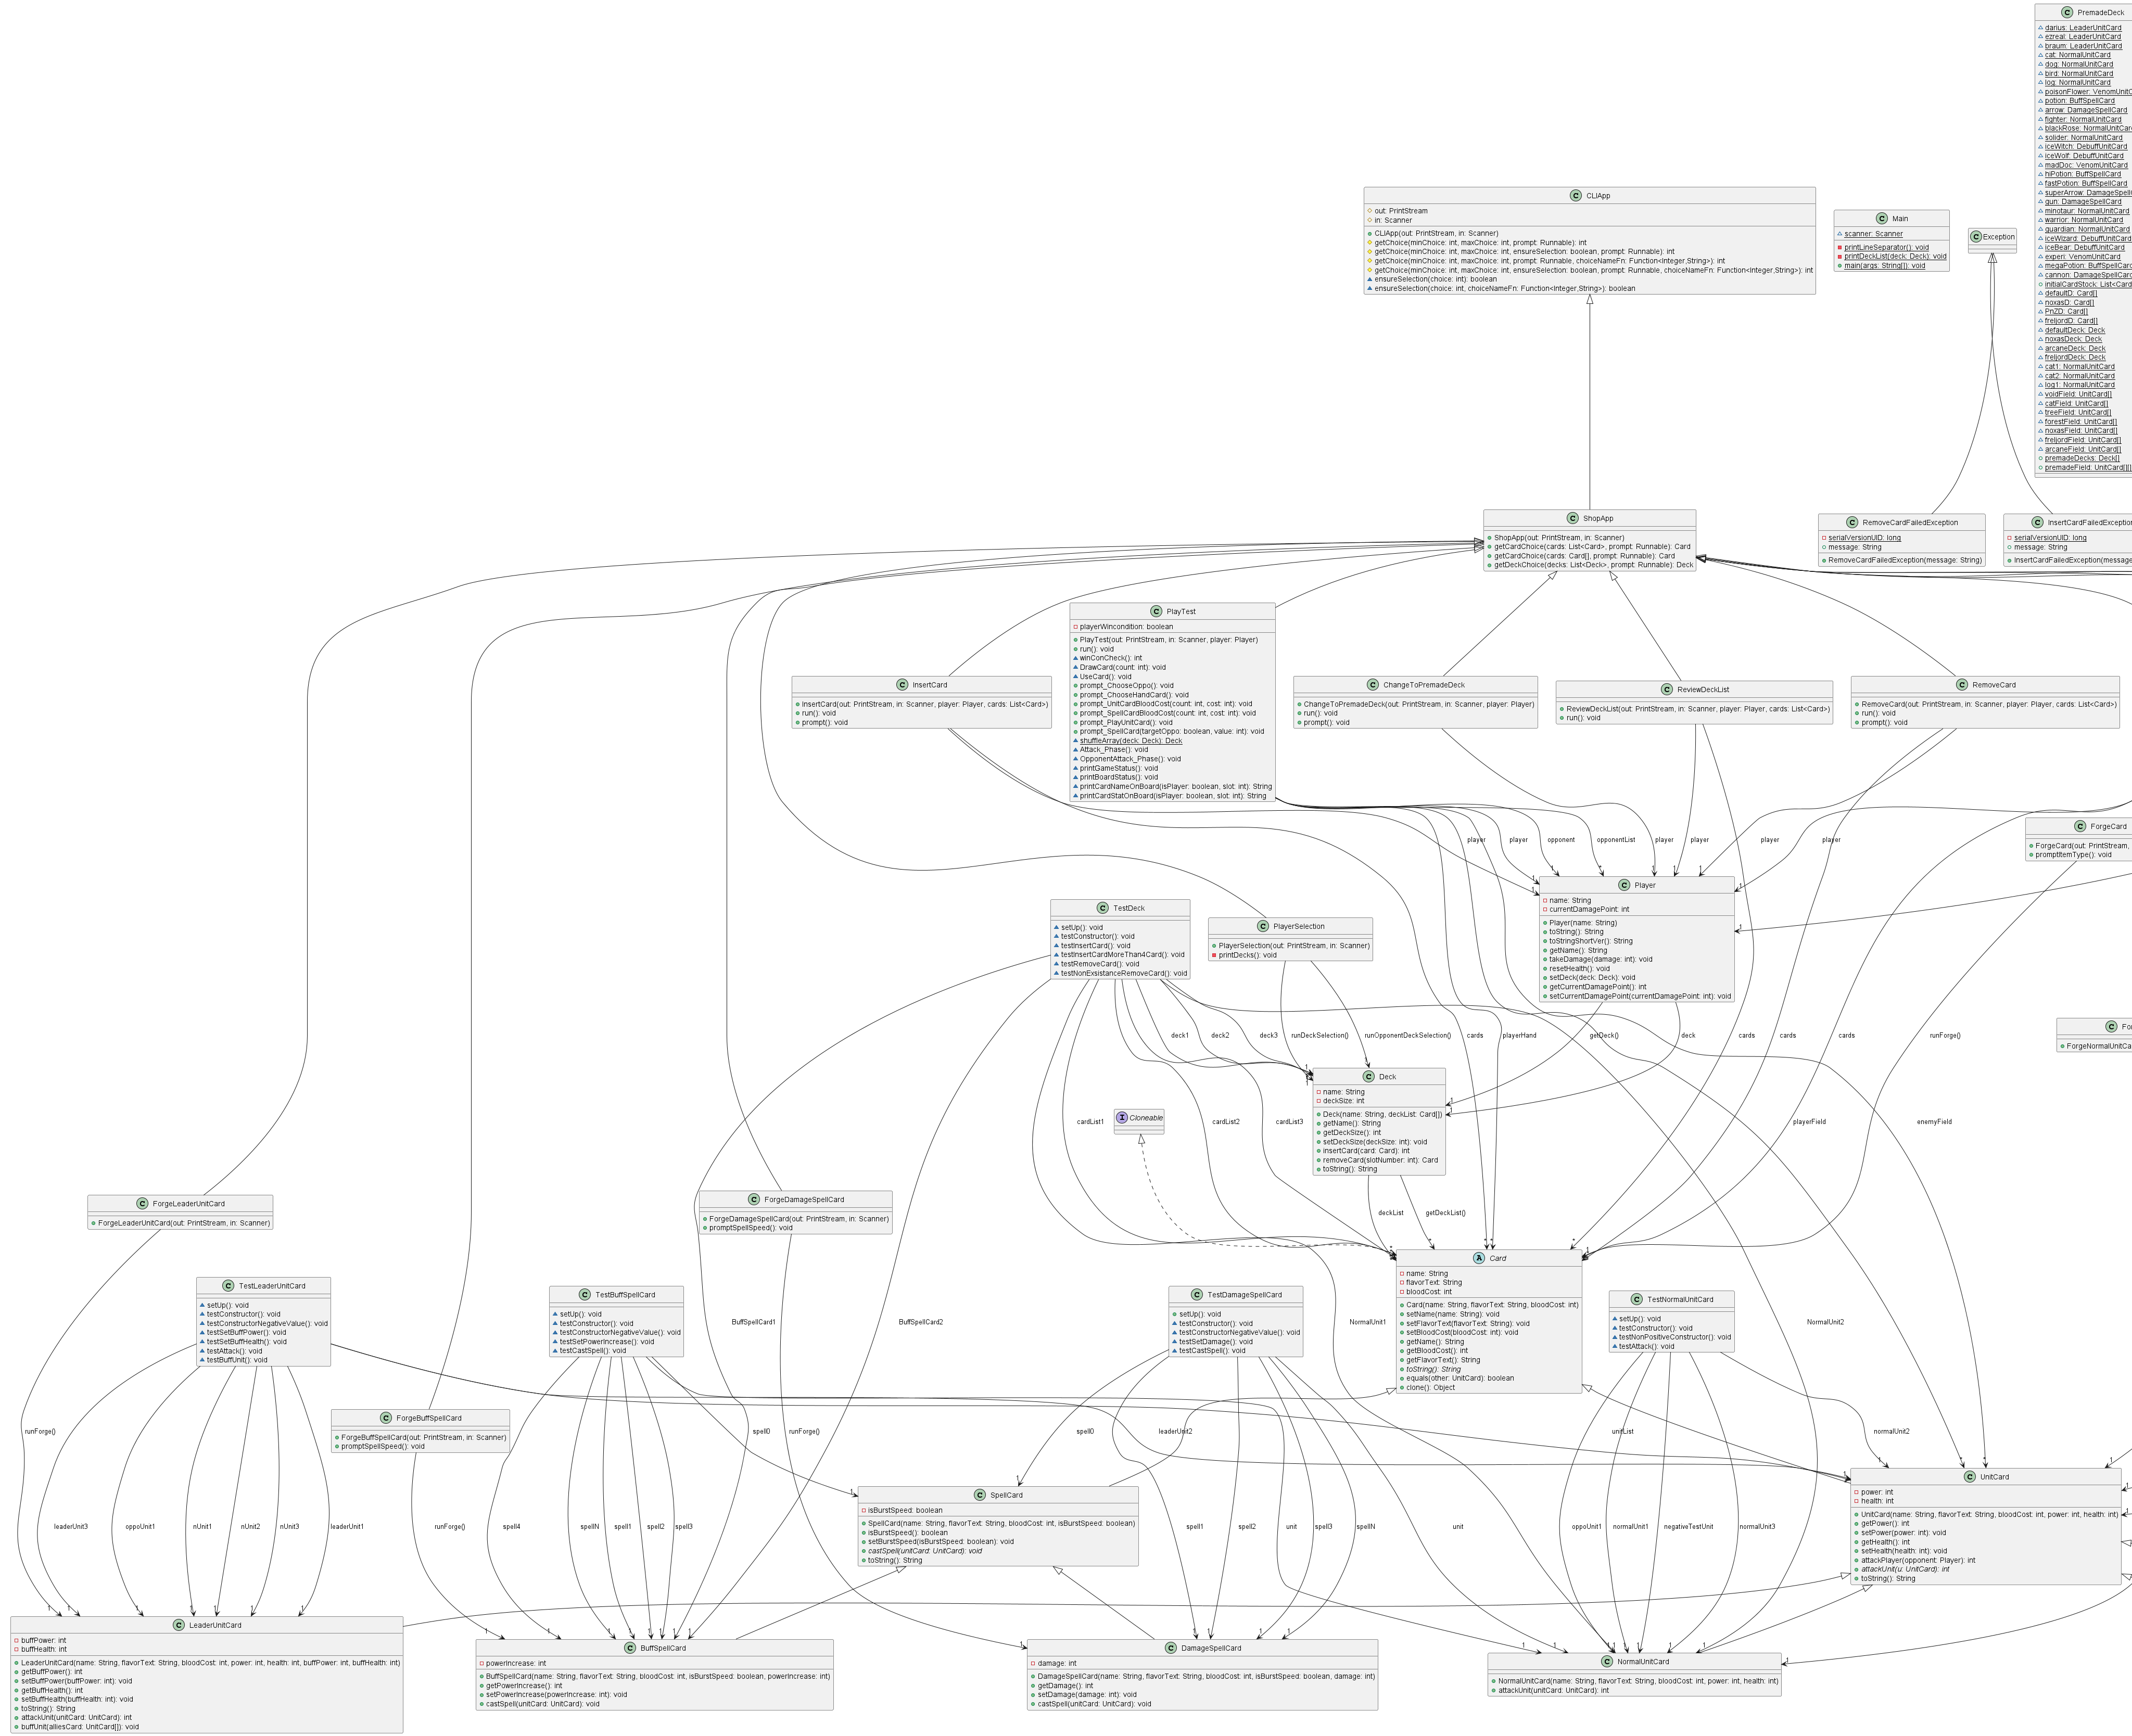 PremadeDeck
darius: LeaderUnitCard
ezreal: LeaderUnitCard
braum: LeaderUnitCard
cat: NormalUnitCard
dog: NormalUnitCard
bird: NormalUnitCard
log: NormalUnitCard
poisonFlower: VenomUnitC
potion: BuffSpellCard
arrow: DamageSpellCard
fighter: NormalUnitCard
blackRose: NormalUnitCard
solider: NormalUnitCard
iceWitch: DebuffUnitCard
iceWolf: DebuffUnitCard
madDoc: VenomUnitCard
hiPotion: BuffSpellCard
fastPotion: BuffSpellCard
superArrow: DamageSpell
gun: DamageSpellCard
minotaur: NormalUnitCard
warrior: NormalUnitCard
guardian: NormalUnitCard
iceWizard: DebuffUnitCard
iceBear: DebuffUnitCard
experi: VenomUnitCard
megaPotion: BuffSpellCard
cannon: DamageSpellCard
initialCardStock: List<Card
defaultD: Card[]
noxasD: Card[]
PnZD: Card[]
freljordD: Card[]
defaultDeck: Deck
noxasDeck: Deck
arcaneDeck: Deck
freljordDeck: Deck
cat1: NormalUnitCard
cat2: NormalUnitCard
log1: NormalUnitCard
voidField: UnitCard[]
catField: UnitCard[]
treeField: UnitCard[]
forestField: UnitCard[]
noxasField: UnitCard[]
freljordField: UnitCard[]
arcaneField: UnitCard[]
premadeDecks: Deck[]
premadeField: UnitCard[][]
CLIApp
out: PrintStream
in: Scanner
CLIApp(out: PrintStream, in: Scanner)
getChoice(minChoice: int, maxChoice: int, prompt: Runnable): int
getChoice(minChoice: int, maxChoice: int, ensureSelection: boolean, prompt: Runnable): int
getChoice(minChoice: int, maxChoice: int, prompt: Runnable, choiceNameFn: Function<Integer,String>): int
getChoice(minChoice: int, maxChoice: int, ensureSelection: boolean, prompt: Runnable, choiceNameFn: Function<Integer,String>): int
ensureSelection(choice: int): boolean
ensureSelection(choice: int, choiceNameFn: Function<Integer,String>): boolean
Main
scanner: Scanner
printLineSeparator(): void
printDeckList(deck: Deck): void
main(args: String[]): void
Exception
ShopApp
ShopApp(out: PrintStream, in: Scanner)
getCardChoice(cards: List<Card>, prompt: Runnable): Card
getCardChoice(cards: Card[], prompt: Runnable): Card
getDeckChoice(decks: List<Deck>, prompt: Runnable): Deck
RemoveCardFailedException
serialVersionUID: long
message: String
RemoveCardFailedException(message: String)
InsertCardFailedException
serialVersionUID: long
message: String
InsertCardFailedException(message
PlayTest
playerWincondition: boolean
PlayTest(out: PrintStream, in: Scanner, player: Player)
run(): void
winConCheck(): int
DrawCard(count: int): void
UseCard(): void
prompt_ChooseOppo(): void
prompt_ChooseHandCard(): void
prompt_UnitCardBloodCost(count: int, cost: int): void
prompt_SpellCardBloodCost(count: int, cost: int): void
prompt_PlayUnitCard(): void
prompt_SpellCard(targetOppo: boolean, value: int): void
shuffleArray(deck: Deck): Deck
Attack_Phase(): void
OpponentAttack_Phase(): void
printGameStatus(): void
printBoardStatus(): void
printCardNameOnBoard(isPlayer: boolean, slot: int): String
printCardStatOnBoard(isPlayer: boolean, slot: int): String
InsertCard
InsertCard(out: PrintStream, in: Scanner, player: Player, cards: List<Card>)
run(): void
prompt(): void
ChangeToPremadeDeck
ChangeToPremadeDeck(out: PrintStream, in: Scanner, player: Player)
run(): void
prompt(): void
ReviewDeckList
ReviewDeckList(out: PrintStream, in: Scanner, player: Player, cards: List<Card>)
run(): void
RemoveCard
RemoveCard(out: PrintStream, in: Scanner, player: Player, cards: List<Card>)
run(): void
prompt(): void
player
player
opponent
opponentList
player
player
player
player
ForgeCard
ForgeCard(out: PrintStream,
promptItemType(): void
1
1
1
*
1
1
1
1
1
Player
name: String
currentDamagePoint: int
Player(name: String)
toString(): String
toStringShortVer(): String
getName(): String
takeDamage(damage: int): void
resetHealth(): void
setDeck(deck: Deck): void
getCurrentDamagePoint(): int
setCurrentDamagePoint(currentDamagePoint: int): void
TestDeck
setUp(): void
testConstructor(): void
testInsertCard(): void
testInsertCardMoreThan4Card(): void
testRemoveCard(): void
testNonExsistanceRemoveCard(): void
PlayerSelection
PlayerSelection(out: PrintStream, in: Scanner)
printDecks(): void
For
ForgeNormalUnitCa
deck1
deck2
deck3
runDeckSelection()
runOpponentDeckSelection()
cards
playerHand
getDeck()
deck
cards
cards
cards
runForge()
Deck
name: String
deckSize: int
Deck(name: String, deckList: Card[])
getName(): String
getDeckSize(): int
setDeckSize(deckSize: int): void
insertCard(card: Card): int
removeCard(slotNumber: int): Card
toString(): String
1
1
Cloneable
cardList1
cardList2
cardList3
playerField
enemyField
ForgeLeaderUnitCard
ForgeLeaderUnitCard(out: PrintStream, in: Scanner)
ForgeDamageSpellCard
ForgeDamageSpellCard(out: PrintStream, in: Scanner)
promptSpellSpeed(): void
deckList
getDeckList()
Card
name: String
flavorText: String
bloodCost: int
Card(name: String, flavorText: String, bloodCost: int)
setName(name: String): void
setFlavorText(flavorText: String): void
setBloodCost(bloodCost: int): void
getName(): String
getBloodCost(): int
getFlavorText(): String
toString(): String
equals(other: UnitCard): boolean
clone(): Object
TestLeaderUnitCard
setUp(): void
testConstructor(): void
testConstructorNegativeValue(): void
testSetBuffPower(): void
testSetBuffHealth(): void
testAttack(): void
testBuffUnit(): void
TestBuffSpellCard
setUp(): void
testConstructor(): void
testConstructorNegativeValue(): void
testSetPowerIncrease(): void
testCastSpell(): void
TestDamageSpellCard
setUp(): void
testConstructor(): void
testConstructorNegativeValue(): void
testSetDamage(): void
testCastSpell(): void
TestNormalUnitCard
setUp(): void
testConstructor(): void
testNonPositiveConstructor(): void
testAttack(): void
BuffSpellCard1
BuffSpellCard2
NormalUnit1
NormalUnit2
ForgeBuffSpellCard
ForgeBuffSpellCard(out: PrintStream, in: Scanner)
promptSpellSpeed(): void
runForge()
spell0
runForge()
spell0
leaderUnit2
unitList
normalUnit2
SpellCard
isBurstSpeed: boolean
SpellCard(name: String, flavorText: String, bloodCost: int, isBurstSpeed: boolean)
isBurstSpeed(): boolean
setBurstSpeed(isBurstSpeed: boolean): void
castSpell(unitCard: UnitCard): void
toString(): String
UnitCard
power: int
health: int
UnitCard(name: String, flavorText: String, bloodCost: int, power: int, health: int)
getPower(): int
setPower(power: int): void
getHealth(): int
setHealth(health: int): void
attackPlayer(opponent: Player): int
attackUnit(u: UnitCard): int
toString(): String
leaderUnit3
oppoUnit1
nUnit1
nUnit2
nUnit3
leaderUnit1
runForge()
spell4
spellN
spell1
spell2
spell3
spell1
spell2
unit
spell3
spellN
unit
oppoUnit1
normalUnit1
negativeTestUnit
normalUnit3
LeaderUnitCard
buffPower: int
buffHealth: int
LeaderUnitCard(name: String, flavorText: String, bloodCost: int, power: int, health: int, buffPower: int, buffHealth: int)
getBuffPower(): int
setBuffPower(buffPower: int): void
getBuffHealth(): int
setBuffHealth(buffHealth: int): void
toString(): String
attackUnit(unitCard: UnitCard): int
buffUnit(alliesCard: UnitCard[]): void
BuffSpellCard
powerIncrease: int
BuffSpellCard(name: String, flavorText: String, bloodCost: int, isBurstSpeed: boolean, powerIncrease: int)
getPowerIncrease(): int
setPowerIncrease(powerIncrease: int): void
castSpell(unitCard: UnitCard): void
DamageSpellCard
damage: int
DamageSpellCard(name: String, flavorText: String, bloodCost: int, isBurstSpeed: boolean, damage: int)
getDamage(): int
setDamage(damage: int): void
castSpell(unitCard: UnitCard): void
NormalUnitCard
NormalUnitCard(name: String, flavorText: String, bloodCost: int, power: int, health: int)
attackUnit(unitCard: UnitCard): int